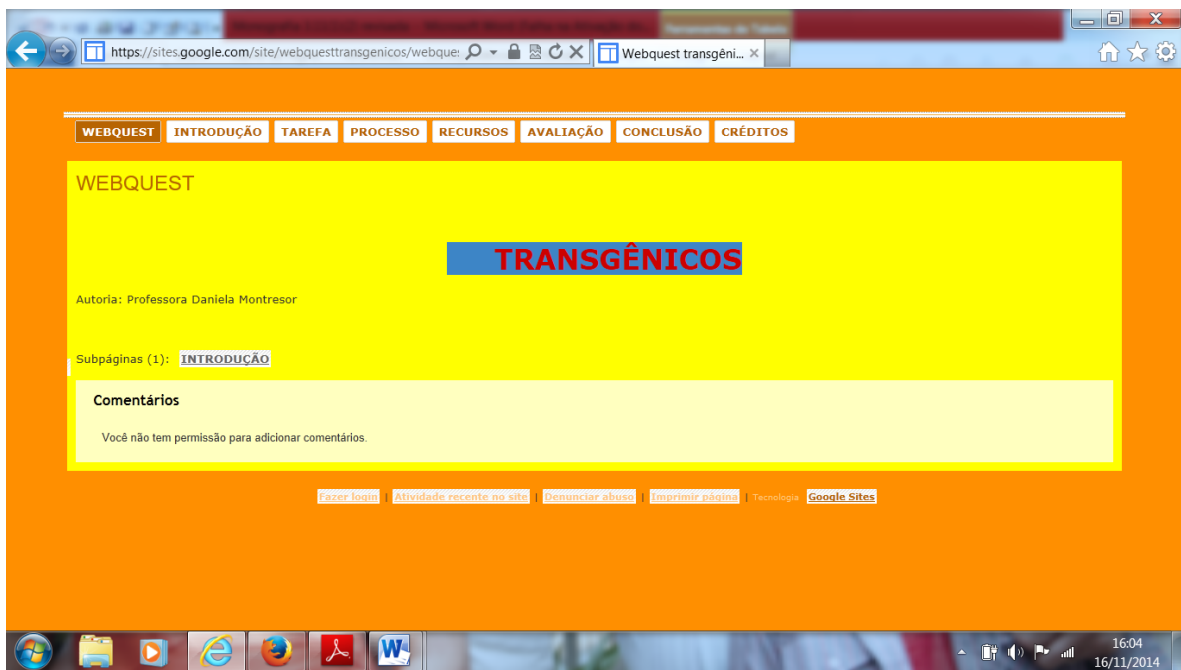 https://sites.google.com/site/webquesttransgenicos/webque: Webquest transgêni...
WEBQUEST INTRODUÇÃO TAREFA PROCESSO RECURSOS AVALIAÇÃO CONCLUSÃO CRÉDITOS
WEBQUEST
TRANSGÊNICOS
Autoria: Professora Daniela Montresor
Subpáginas (1): INTRODUÇÃO
Comentários
Você não tem permissão para adicionar comentários.
Fazer login | Atividade recente no site | Denunciar abuso | Imprimir página | Tecnologia Google Sites
16:04
16/11/2014